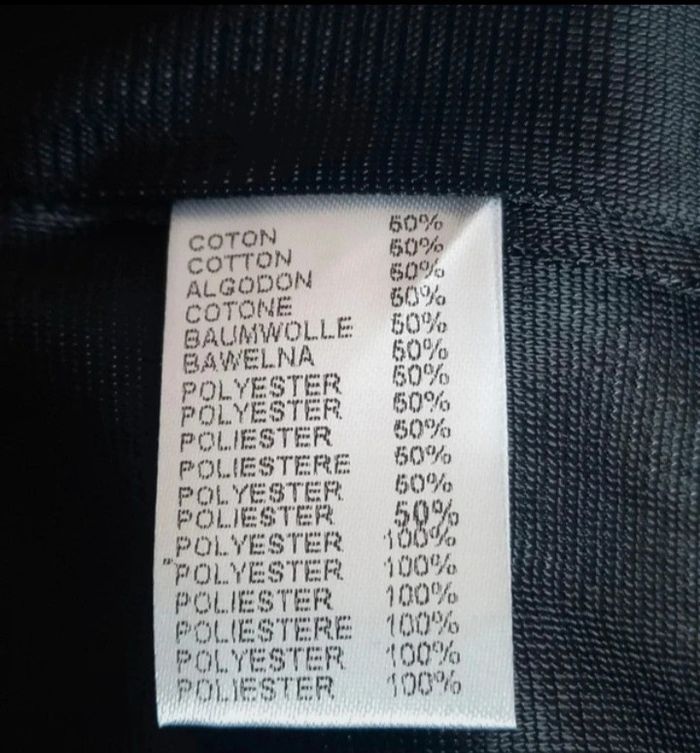 COTON 50%
COTTON 50%
ALGODON 50%
COTONE 50%
BAUMWOLLE 50%
BAWELNA 50%
POLYESTER 50%
POLYESTER 50%
POLIESTER 50%
POLIESTERE 50%
POLYESTER 50%
POLIESTER 50%
POLYESTER 100%
POLYESTER 100%
POLIESTER 100%
POLIESTERE 100%
POLYESTER 100%
POLIESTER 100%